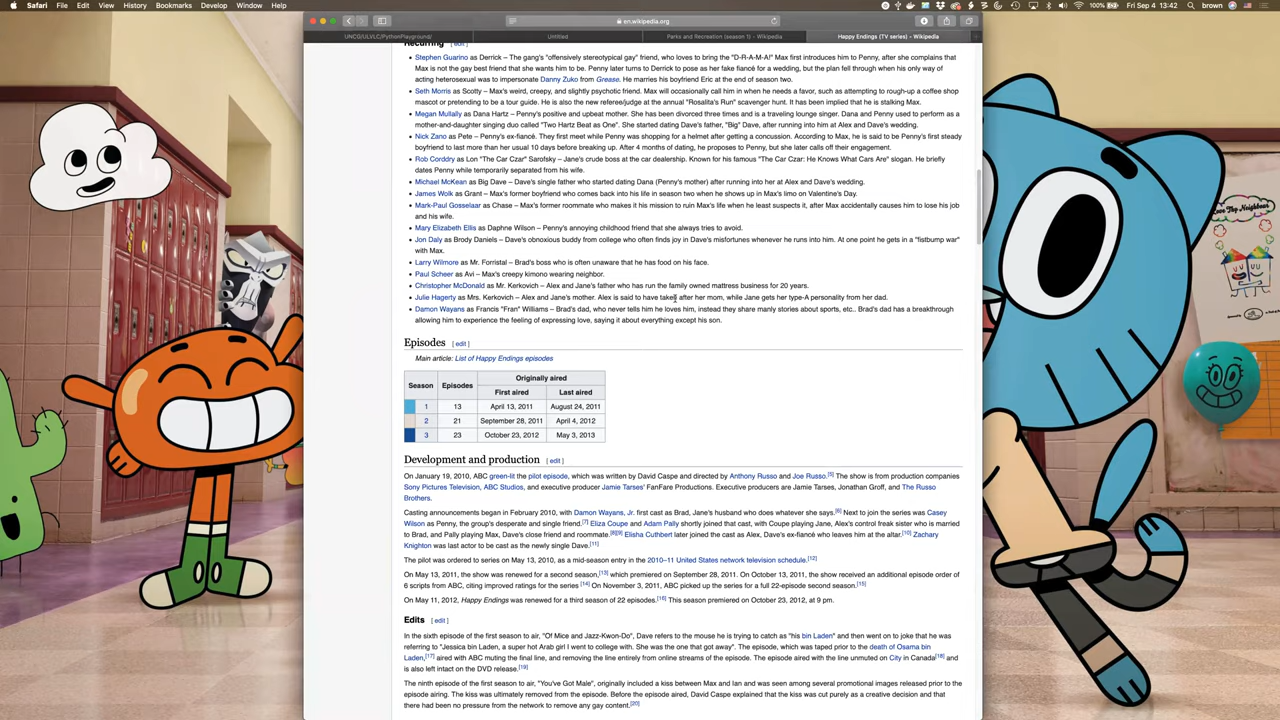 Safari File Edit View History Bookmarks Develop Window Help
100% Fri Sep 4 13:42 brown
en.wikipedia.org
UNCG/ULVLC/PythonPlayground Untitled Parks and Recreation (season 1) - Wikipedia Happy Endings (TV series) - Wikipedia
Recurring [ edit ]
• Stephen Guarino as Derrick – The gang's "offensively stereotypical gay" friend, who loves to bring the "D-R-A-M-A!" Max first introduces him to Penny, after she complains that
Max is not the gay best friend that she wants him to be. Penny later turns to Derrick to pose as her fake fiancé for a wedding, but the plan fell through when his only way of
acting heterosexual was to impersonate Danny Zuko from Grease. He marries his boyfriend Eric at the end of season two.
• Seth Morris as Scotty – Max's weird, creepy, and slightly psychotic friend. Max will occasionally call him in when he needs a favor, such as attempting to rough-up a coffee shop
mascot or pretending to be a tour guide. He is also the new referee/judge at the annual "Rosalita's Run" scavenger hunt. It has been implied that he is stalking Max.
• Megan Mullally as Dana Hartz – Penny's positive and upbeat mother. She has been divorced three times and is a traveling lounge singer. Dana and Penny used to perform as a
mother-and-daughter singing duo called "Two Hartz Beat as One". She started dating Dave's father, "Big" Dave, after running into him at Alex and Dave's wedding.
• Nick Zano as Pete – Penny's ex-fiancé. They first meet while Penny was shopping for a helmet after getting a concussion. According to Max, he is said to be Penny's first steady
boyfriend to last more than her usual 10 days before breaking up. After 4 months of dating, he proposes to Penny, but she later calls off their engagement.
• Rob Corddry as Lon "The Car Czar" Sarofsky – Jane's crude boss at the car dealership. Known for his famous "The Car Czar: He Knows What Cars Are" slogan. He briefly
dates Penny while temporarily separated from his wife.
• Michael McKean as Big Dave – Dave's single father who started dating Dana (Penny's mother) after running into her at Alex and Dave's wedding.
• James Wolk as Grant – Max's former boyfriend who comes back into his life in season two when he shows up in Max's limo on Valentine's Day.
• Mark-Paul Gosselaar as Chase – Max's former roommate who makes it his mission to ruin Max's life when he least suspects it, after Max accidentally causes him to lose his job
and his wife.
• Mary Elizabeth Ellis as Daphne Wilson – Penny's annoying childhood friend that she always tries to avoid.
• Jon Daly as Brody Daniels – Dave's obnoxious buddy from college who often finds joy in Dave's misfortunes whenever he runs into him. At one point he gets in a "fistbump war"
with Max.
• Larry Wilmore as Mr. Forristal – Brad's boss who is often unaware that he has food on his face.
• Paul Scheer as Avi – Max's creepy kimono wearing neighbor.
• Christopher McDonald as Mr. Kerkovich – Alex and Jane's father who has run the family owned mattress business for 20 years.
• Julie Hagerty as Mrs. Kerkovich – Alex and Jane's mother. Alex is said to have taken after her mom, while Jane gets her type-A personality from her dad.
• Damon Wayans as Francis "Fran" Williams – Brad's dad, who never tells him he loves him, instead they share manly stories about sports, etc.. Brad's dad has a breakthrough
allowing him to experience the feeling of expressing love, saying it about everything except his son.
Episodes [ edit ]
Main article: List of Happy Endings episodes
Season Episodes Originally aired
First aired Last aired
1 13 April 13, 2011 August 24, 2011
2 21 September 28, 2011 April 4, 2012
3 23 October 23, 2012 May 3, 2013
Development and production [ edit ]
On January 19, 2010, ABC green-lit the pilot episode, which was written by David Caspe and directed by Anthony Russo and Joe Russo.[5] The show is from production companies
Sony Pictures Television, ABC Studios, and executive producer Jamie Tarses' FanFare Productions. Executive producers are Jamie Tarses, Jonathan Groff, and The Russo
Brothers.
Casting announcements began in February 2010, with Damon Wayans, Jr. first cast as Brad, Jane's husband who does whatever she says.[6] Next to join the series was Casey
Wilson as Penny, the group's desperate and single friend.[7] Eliza Coupe and Adam Pally shortly joined that cast, with Coupe playing Jane, Alex's control freak sister who is married
to Brad, and Pally playing Max, Dave's close friend and roommate.[8][9] Elisha Cuthbert later joined the cast as Alex, Dave's ex-fiancé who leaves him at the altar.[10] Zachary
Knighton was last actor to be cast as the newly single Dave.[11]
The pilot was ordered to series on May 13, 2010, as a mid-season entry in the 2010–11 United States network television schedule.[12]
On May 13, 2011, the show was renewed for a second season,[13] which premiered on September 28, 2011. On October 13, 2011, the show received an additional episode order of
6 scripts from ABC, citing improved ratings for the series.[14] On November 3, 2011, ABC picked up the series for a full 22-episode second season.[15]
On May 11, 2012, Happy Endings was renewed for a third season of 22 episodes.[16] This season premiered on October 23, 2012, at 9 pm.
Edits [ edit ]
In the sixth episode of the first season to air, "Of Mice and Jazz-Kwon-Do", Dave refers to the mouse he is trying to catch as "his bin Laden" and then went on to joke that he was
referring to "Jessica bin Laden, a super hot Arab girl I went to college with. She was the one that got away". The episode, which was taped prior to the death of Osama bin
Laden,[17] aired with ABC muting the final line, and removing the line entirely from online streams of the episode. The episode aired with the line unmuted on City in Canada[18] and
is also left intact on the DVD release.[19]
The ninth episode of the first season to air, "You've Got Male", originally included a kiss between Max and Ian and was seen among several promotional images released prior to the
episode airing. The kiss was ultimately removed from the episode. Before the episode aired, David Caspe explained that the kiss was cut purely as a creative decision and that
there had been no pressure from the network to remove any gay content.[20]